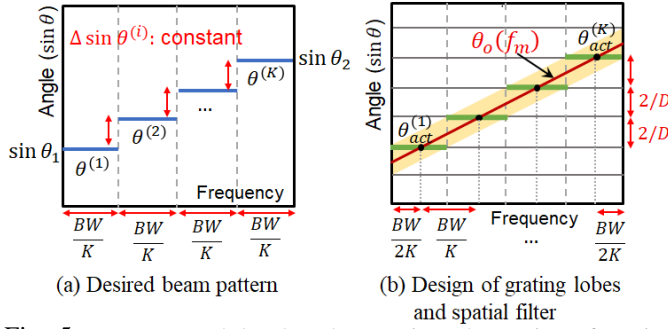 Angle (sin θ)
Δ sin θ^(i): constant
sin θ_2
θ^(K)
...
θ^(2)
sin θ_1
θ^(1)
Frequency
BW/K BW/K BW/K BW/K
(a) Desired beam pattern
Angle (sin θ)
θ_o(f_m)
θ_act^(K)
2/D
2/D
θ_act^(1)
Frequency
BW/2K BW/K ... BW/2K
(b) Design of grating lobes
and spatial filter